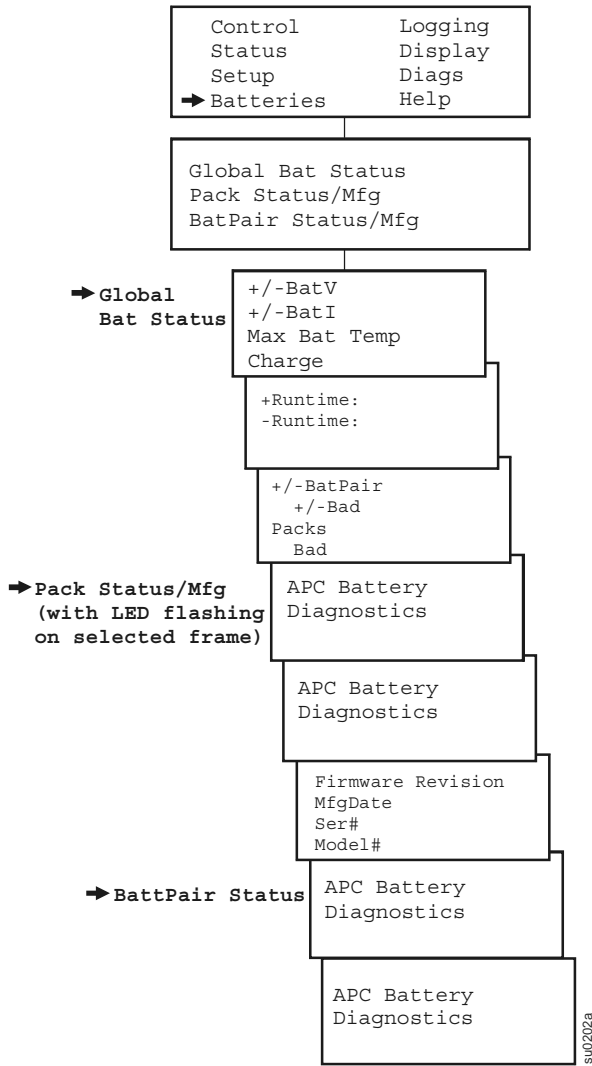 Control Logging
Status Display
Setup Diags
Batteries Help
Global Bat Status
Pack Status/Mfg
BatPair Status/Mfg
Global
Bat Status
+/-BatV
+/-BatI
Max Bat Temp
Charge
+Runtime:
-Runtime:
+/-BatPair
+/-Bad
Packs
Bad
Pack Status/Mfg
(with LED flashing
on selected frame)
APC Battery
Diagnostics
APC Battery
Diagnostics
Firmware Revision
MfgDate
Ser#
Model#
BattPair Status
APC Battery
Diagnostics
APC Battery
Diagnostics
su0202a